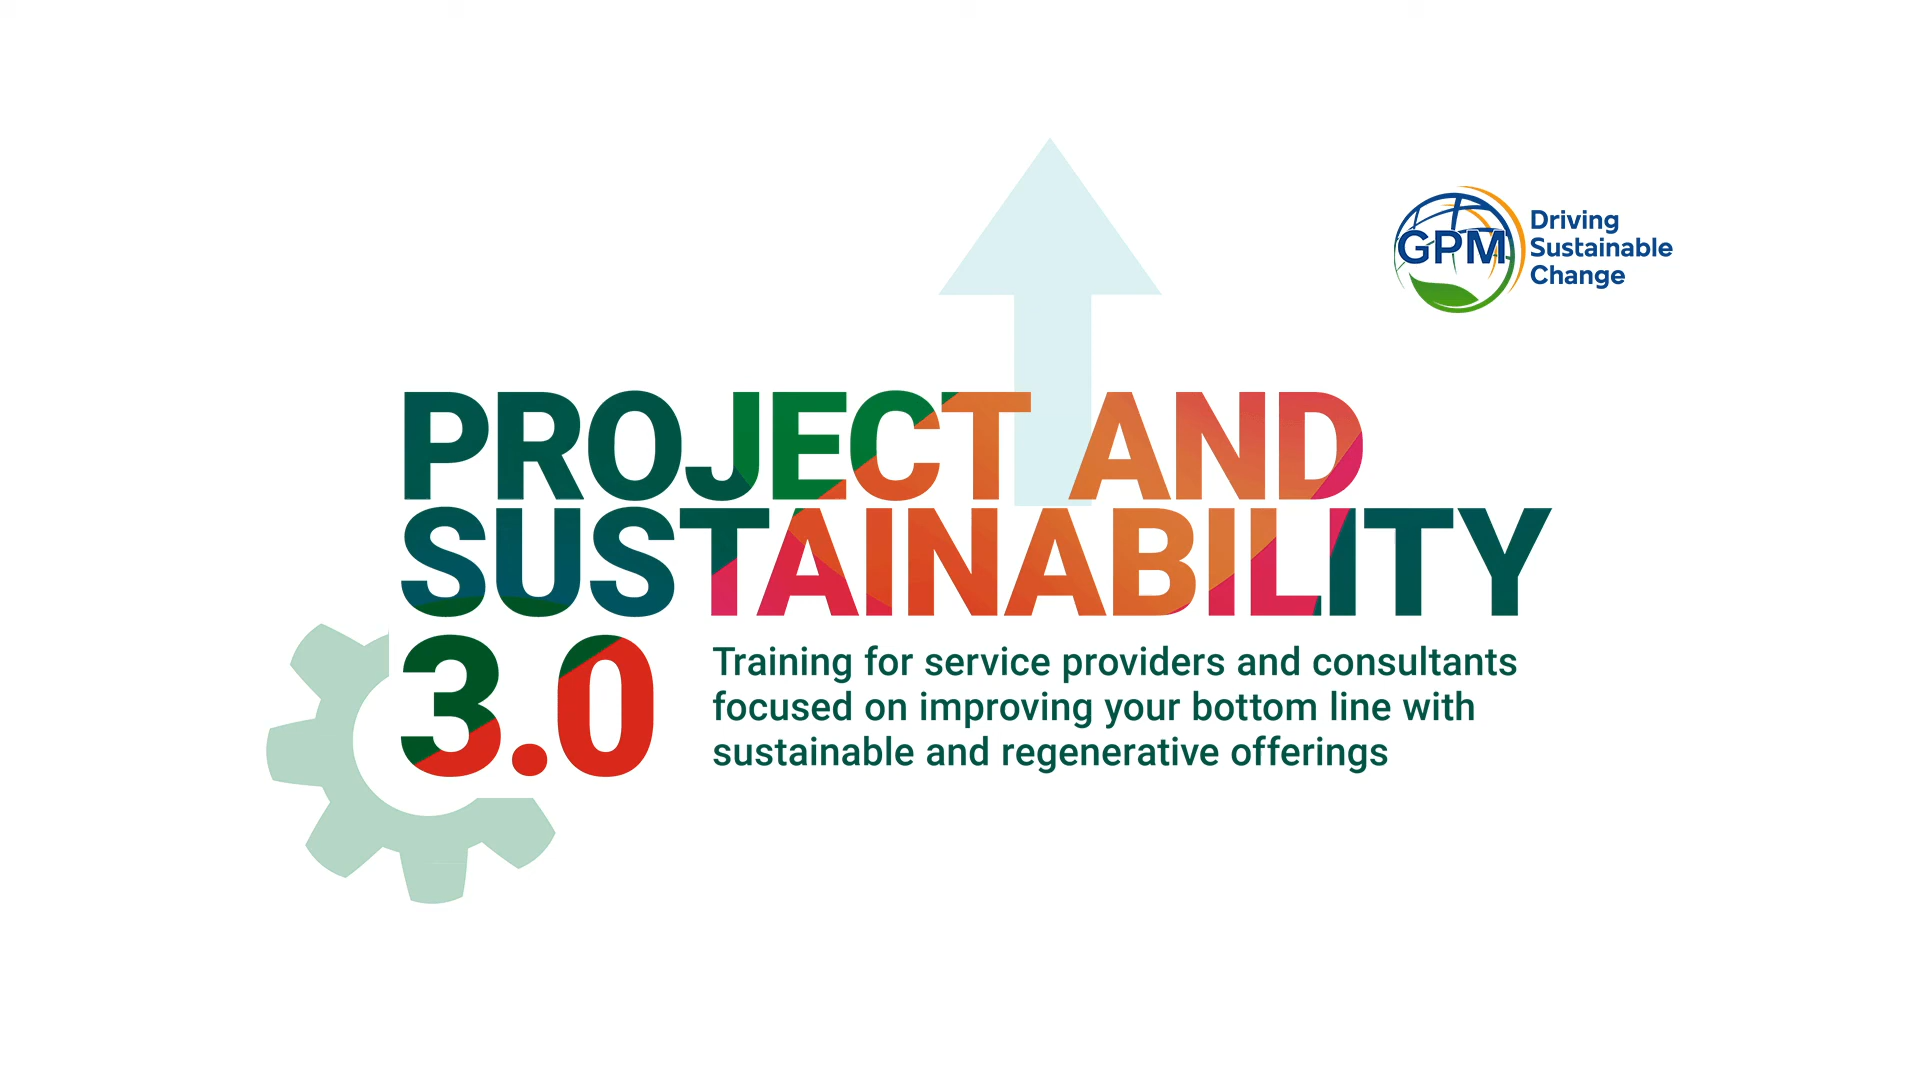 GPM
Driving
Sustainable
Change
PROJECT AND
SUSTAINABILITY
3.0
Training for service providers and consultants
focused on improving your bottom line with
sustainable and regenerative offerings